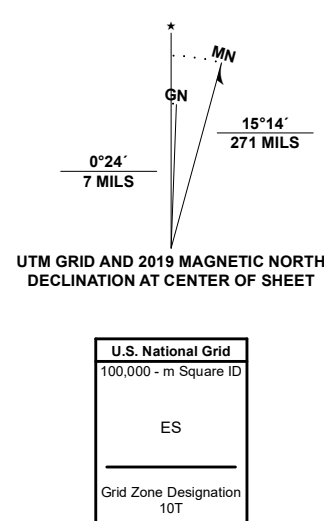 ★
MN
GN
15°14´
271 MILS
0°24´
7 MILS
UTM GRID AND 2019 MAGNETIC NORTH
DECLINATION AT CENTER OF SHEET
U.S. National Grid
100,000 - m Square ID
ES
Grid Zone Designation
10T